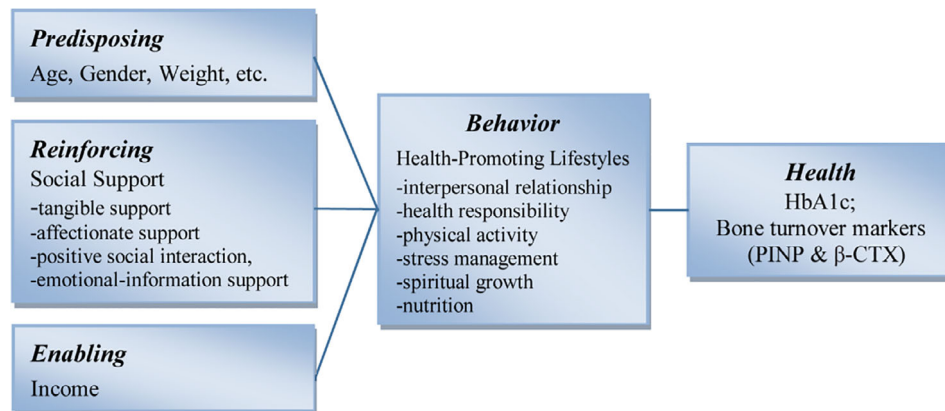 Predisposing
Age, Gender, Weight, etc.
Reinforcing
Social Support
-tangible support
-affectionate support
-positive social interaction,
-emotional-information support
Enabling
Income
Behavior
Health-Promoting Lifestyles
-interpersonal relationship
-health responsibility
-physical activity
-stress management
-spiritual growth
-nutrition
Health
HbA1c;
Bone turnover markers
(PINP & β-CTX)